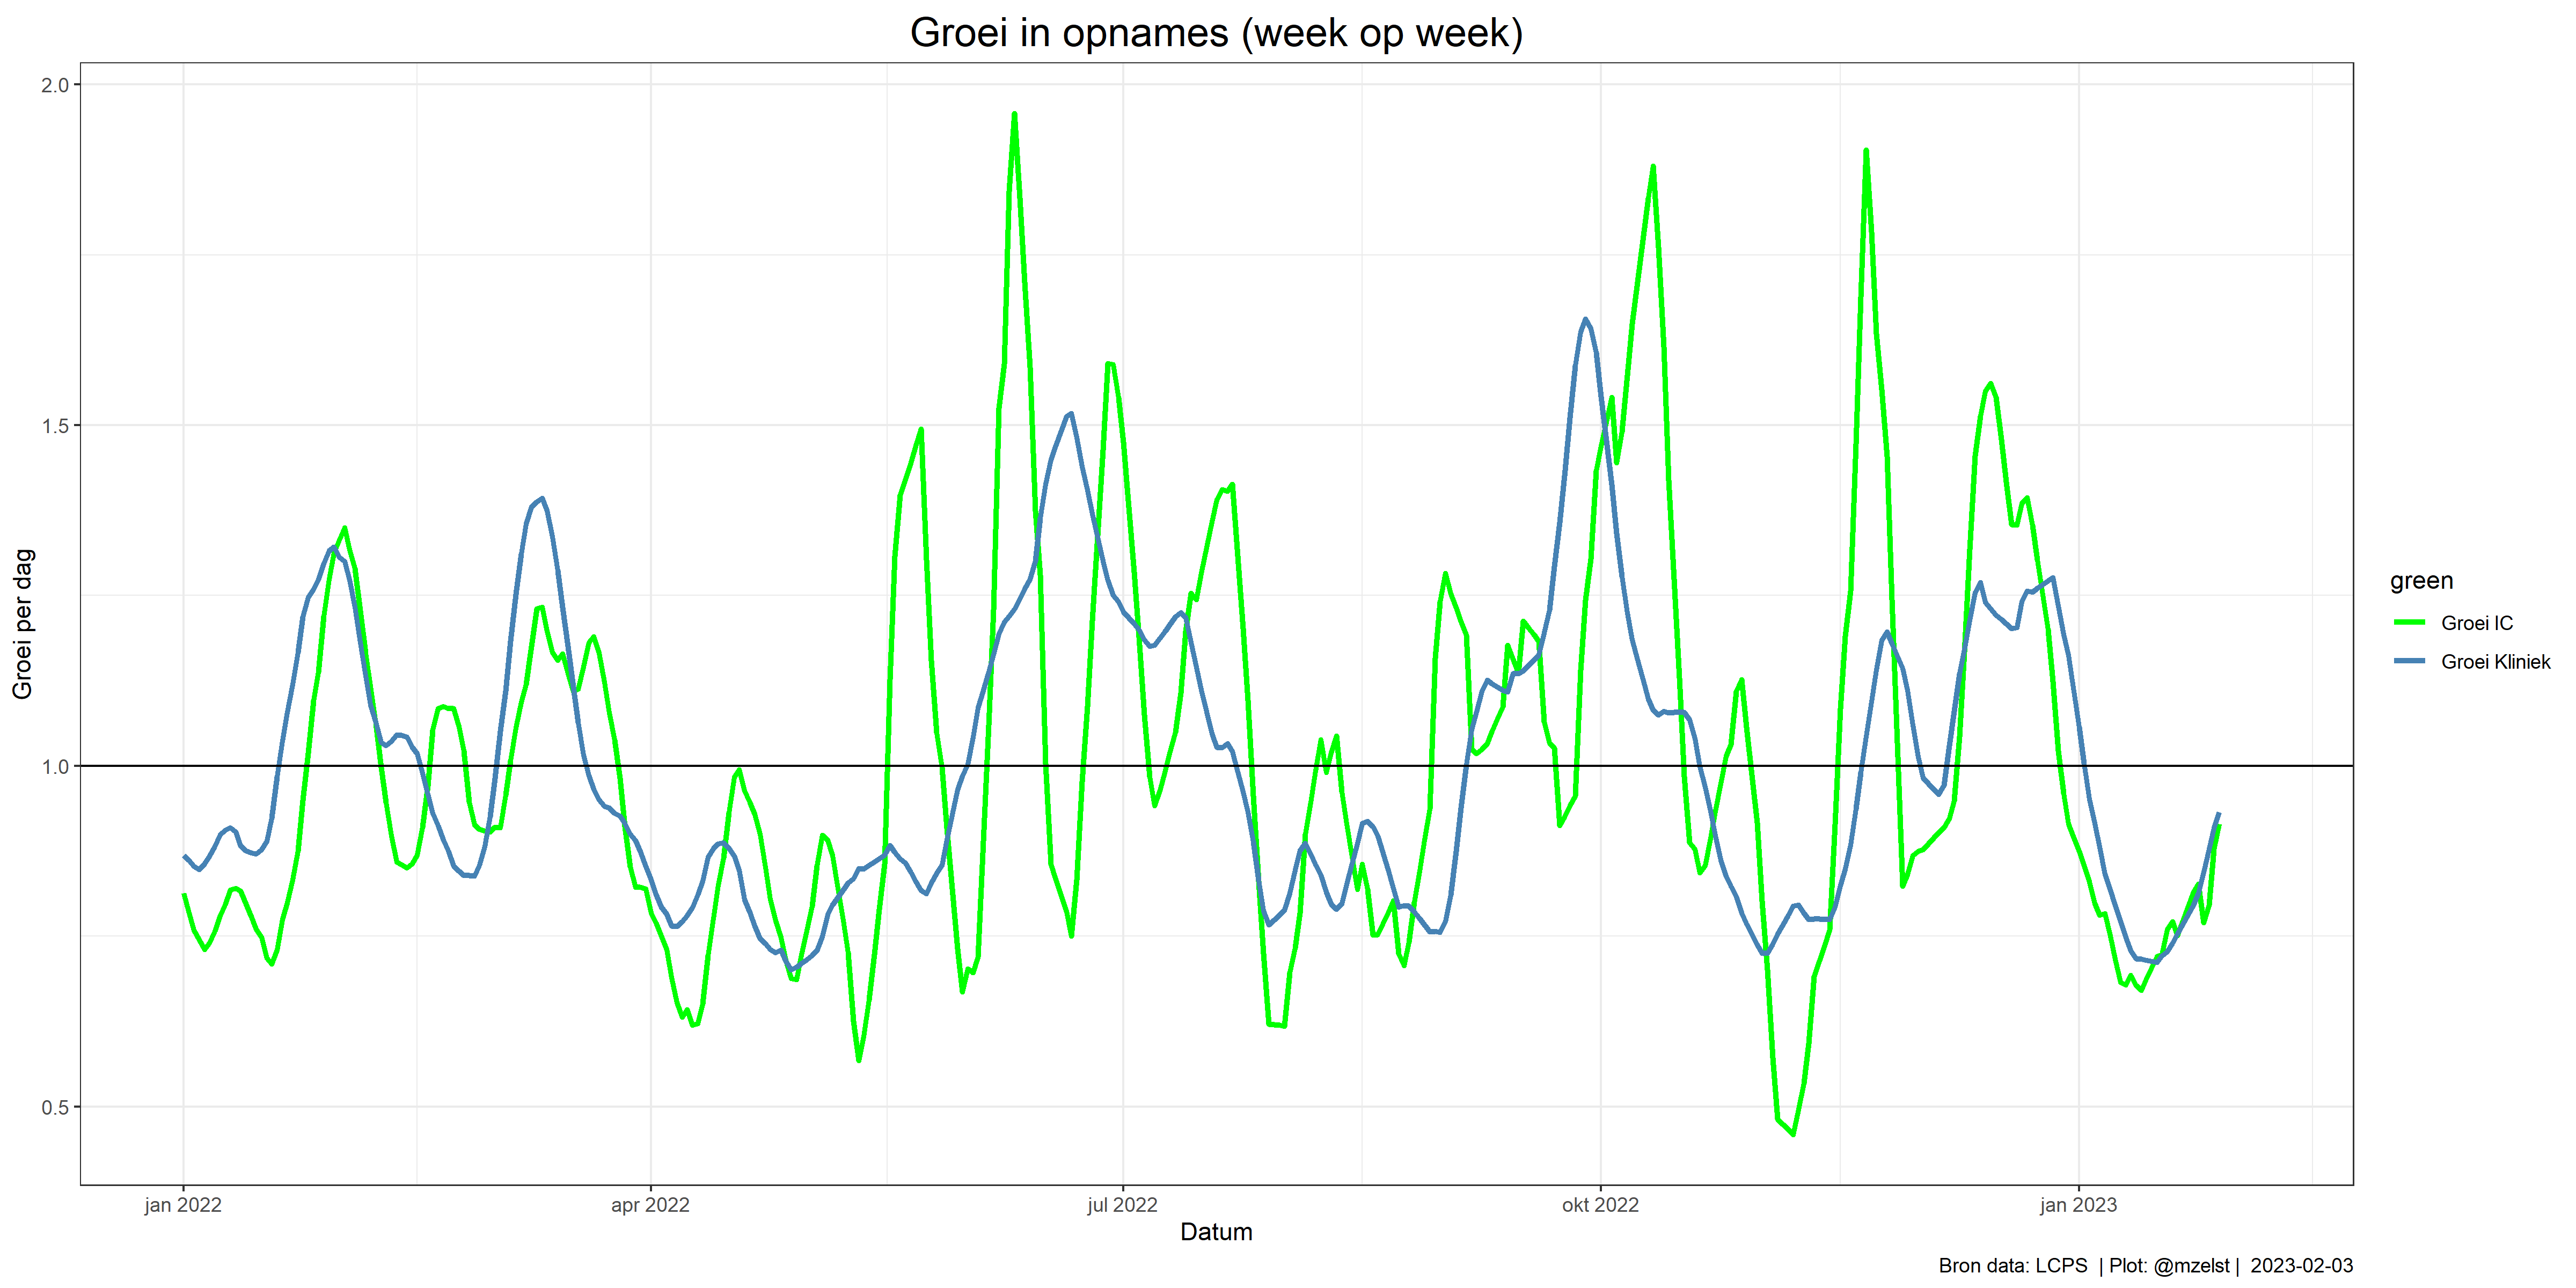 Groei in opnames (week op week)
2.0
1.5
1.0
0.5
Groei per dag
jan 2022
apr 2022
jul 2022
okt 2022
jan 2023
Datum
green
Groei IC
Groei Kliniek
Bron data: LCPS | Plot: @mzelst | 2023-02-03